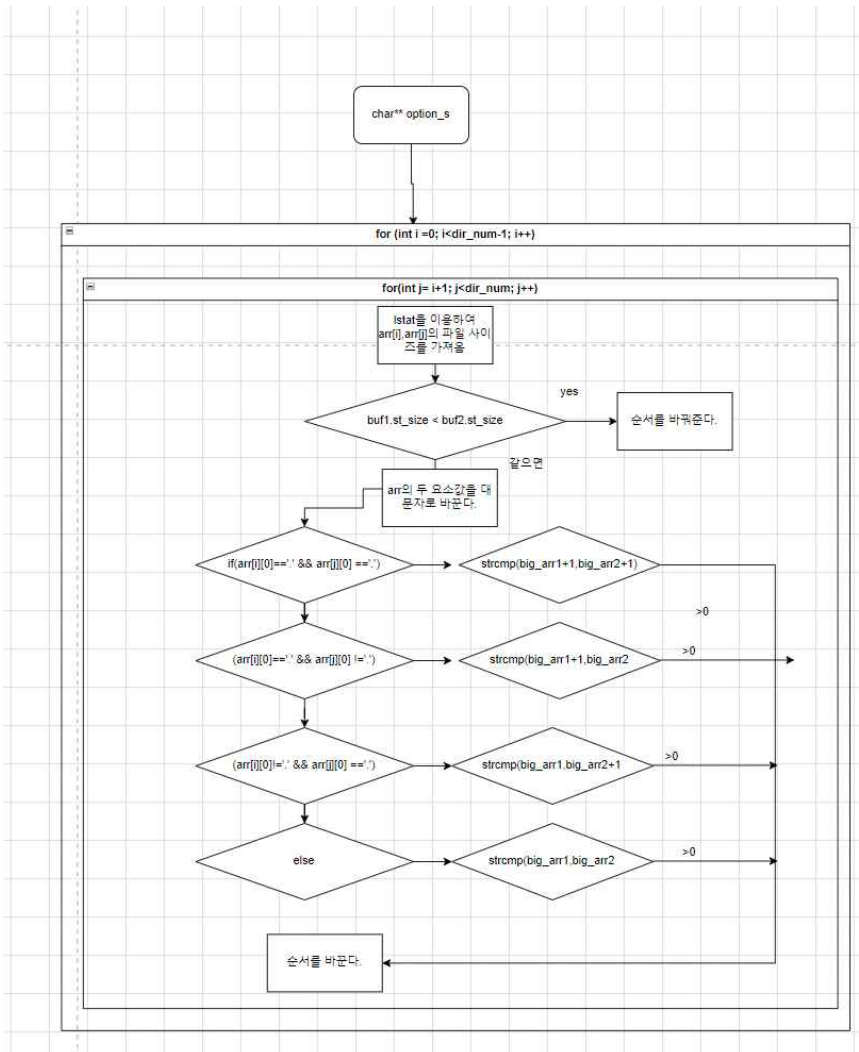 char** option_s
for (int i =0; i<dir_num-1; i++)
for(int j= i+1; j<dir_num; j++)
lstat를 이용하여
arr[i],arr[j]의 파일 사이
즈를 가져옴
yes
buf1.st_size < buf2.st_size
순서를 바꿔준다.
같으면
arr의 두 요소값을 대
문자로 바꾼다.
if(arr[i][0]=='.' && arr[j][0] =='.')
strcmp(big_arr1+1,big_arr2+1)
>0
(arr[i][0]=='.' && arr[j][0] !='.')
strcmp(big_arr1+1,big_arr2
>0
(arr[i][0]!='.' && arr[j][0] =='.')
strcmp(big_arr1,big_arr2+1
>0
else
strcmp(big_arr1,big_arr2
>0
순서를 바꾼다.